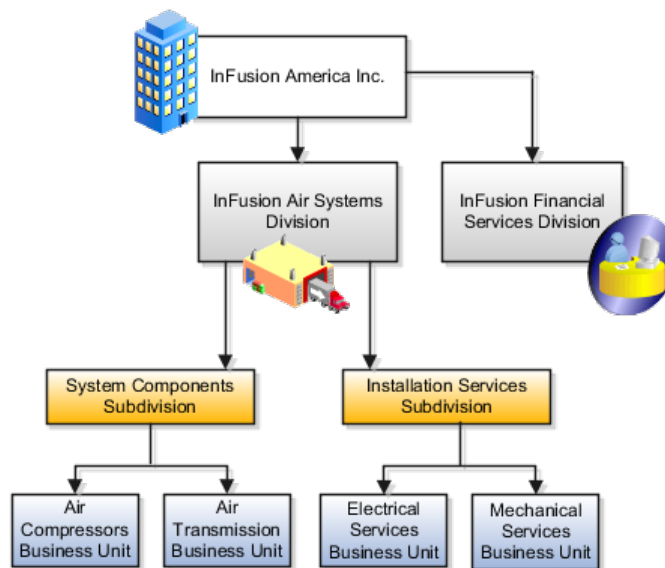 InFusion America Inc.
InFusion Air Systems
Division
InFusion Financial
Services Division
System Components
Subdivision
Installation Services
Subdivision
Air
Compressors
Business Unit
Air
Transmission
Business Unit
Electrical
Services
Business Unit
Mechanical
Services
Business Unit